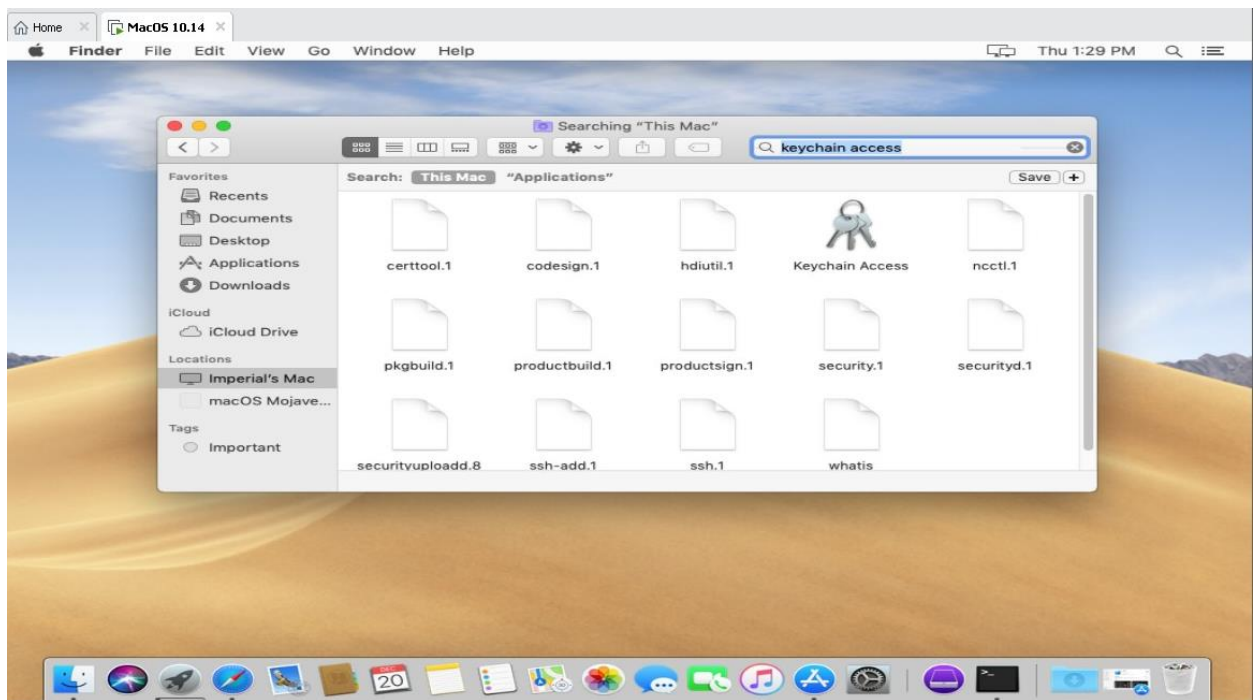 Home MacOS 10.14
Finder File Edit View Go Window Help Thu 1:29 PM
Searching "This Mac"
keychain access
Search: This Mac "Applications" Save +
Favorites
Recents
Documents
Desktop
Applications
Downloads
iCloud
iCloud Drive
Locations
Imperial's Mac
macOS Mojave...
Tags
Important
certtool.1 codesign.1 hdiutil.1 Keychain Access ncctl.1
pkgbuild.1 productbuild.1 productsign.1 security.1 securityd.1
securityuploadd.8 ssh-add.1 ssh.1 whatis
DEC
20